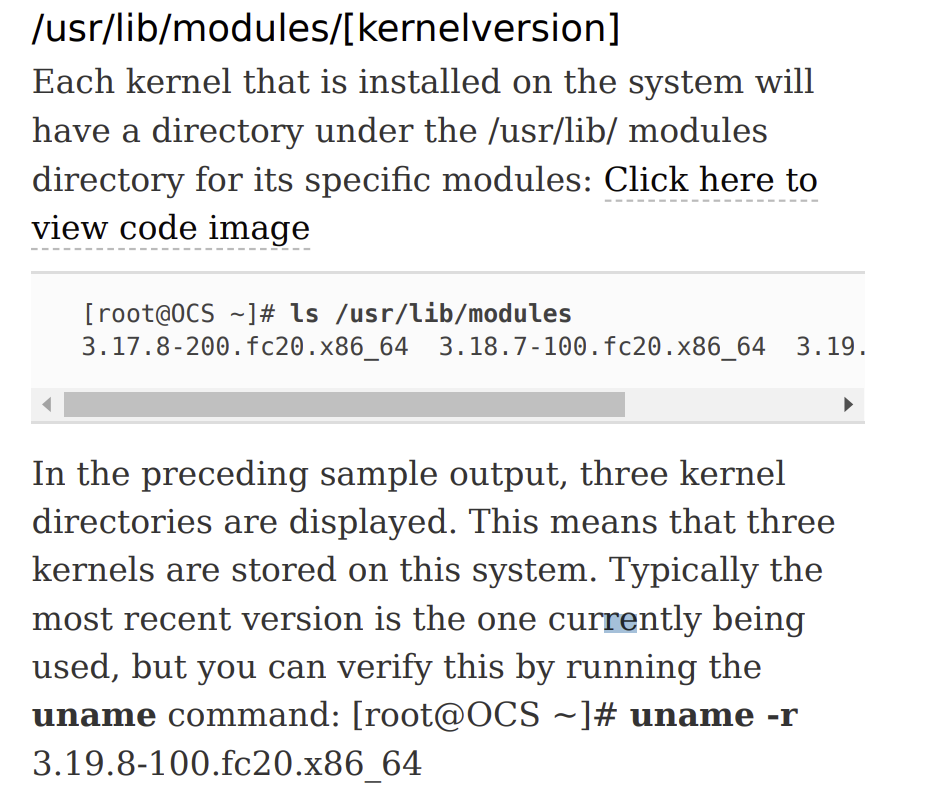 /usr/lib/modules/[kernelversion]
Each kernel that is installed on the system will
have a directory under the /usr/lib/ modules
directory for its specific modules: Click here to
view code image
[root@OCS ~]# ls /usr/lib/modules
3.17.8-200.fc20.x86_64  3.18.7-100.fc20.x86_64  3.19.
In the preceding sample output, three kernel
directories are displayed. This means that three
kernels are stored on this system. Typically the
most recent version is the one currently being
used, but you can verify this by running the
uname command: [root@OCS ~]# uname -r
3.19.8-100.fc20.x86_64